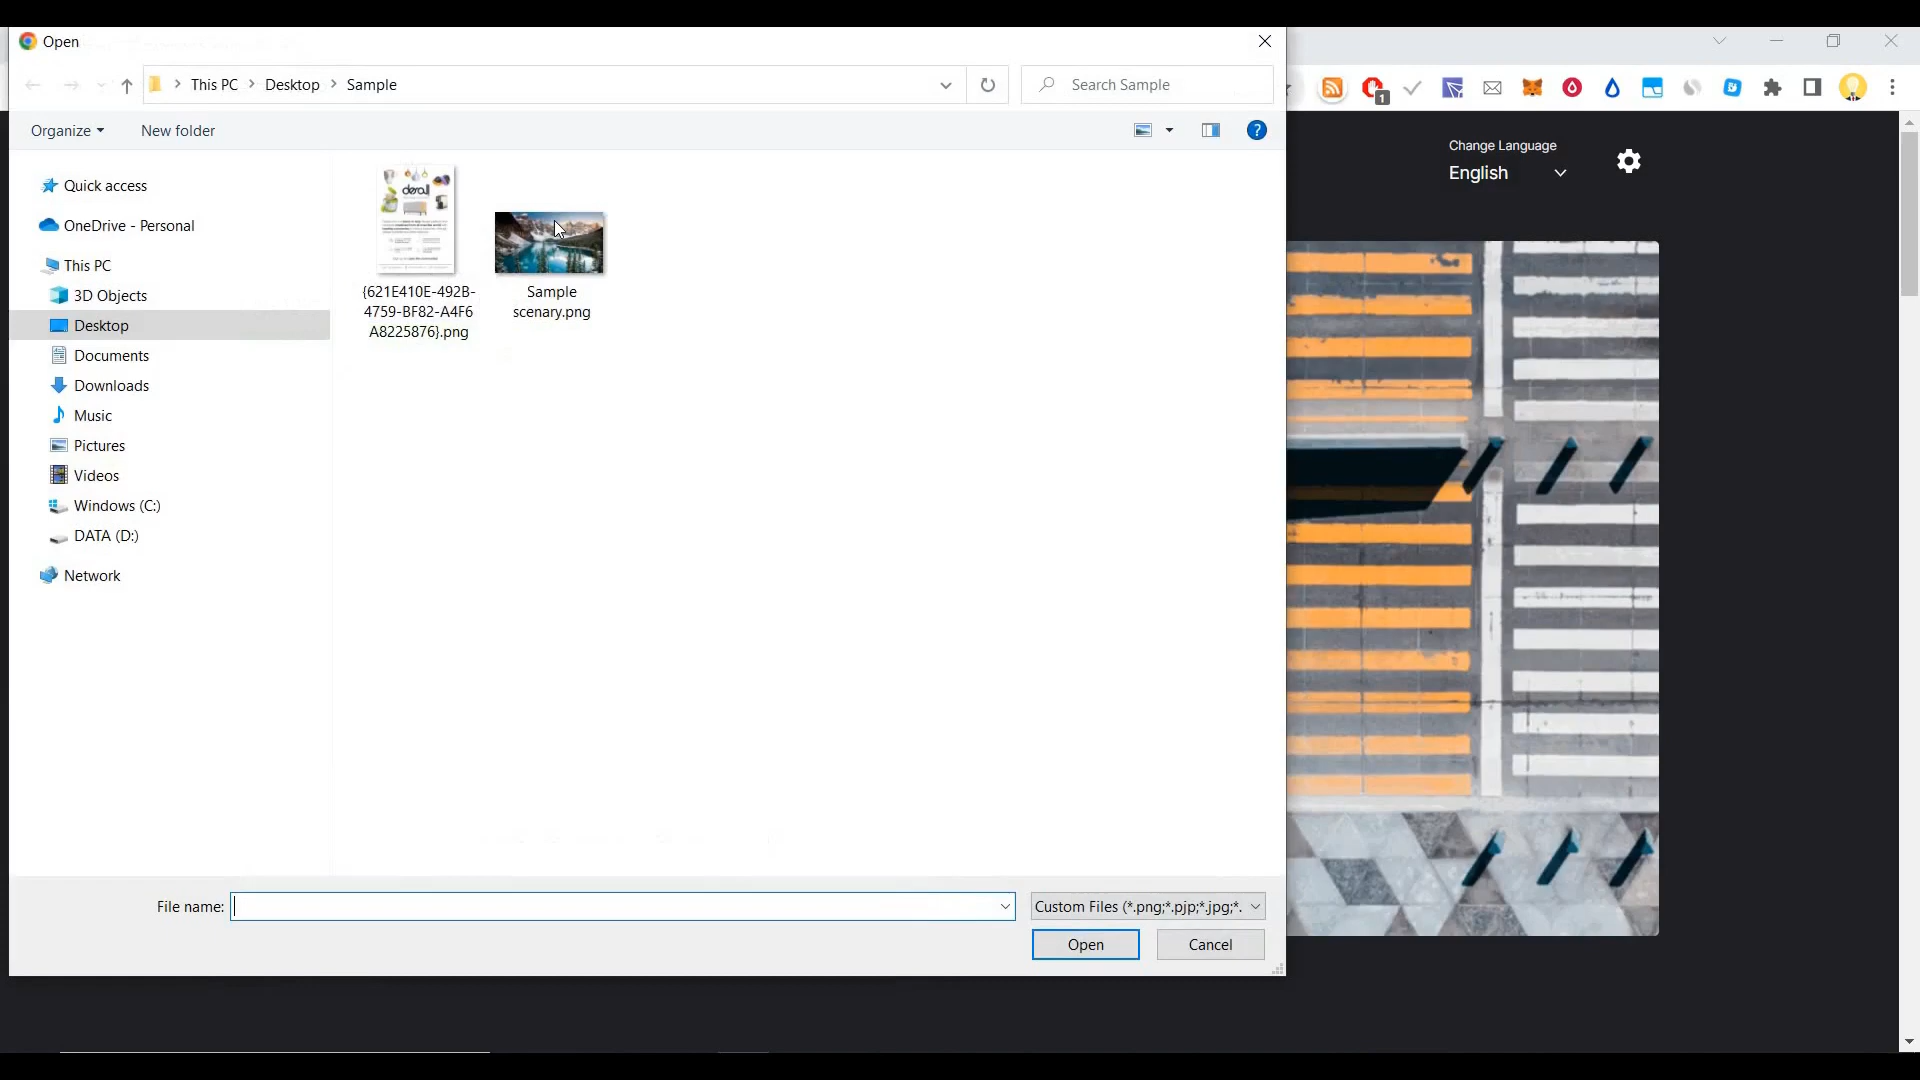 Open
This PC
Desktop
Sample
Search Sample
Organize
New folder
?
1
Change Language
English
Quick access
OneDrive - Personal
This PC
3D Objects
Desktop
Documents
Downloads
Music
Pictures
Videos
Windows (C:)
DATA (D:)
Network
{621E410E-492B-
4759-BF82-A4F6
A8225876}.png
Sample
scenary.png
File name:
Custom Files (*.png;*.pjp;*.jpg;*.
Open
Cancel